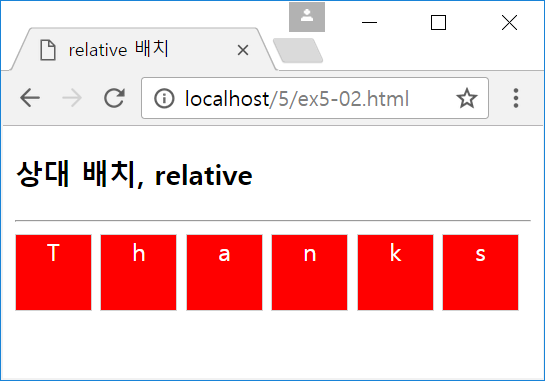 relative 배치
localhost/5/ex5-02.html
상대 배치, relative
T h a n k s